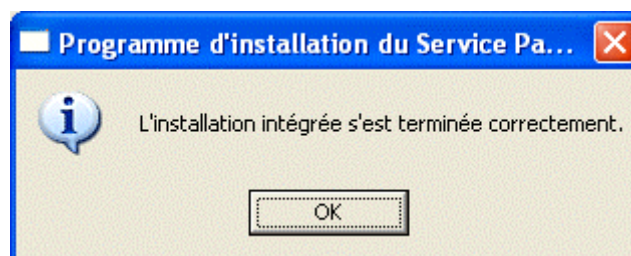 Programme d'installation du Service Pa...
L'installation intégrée s'est terminée correctement.
OK